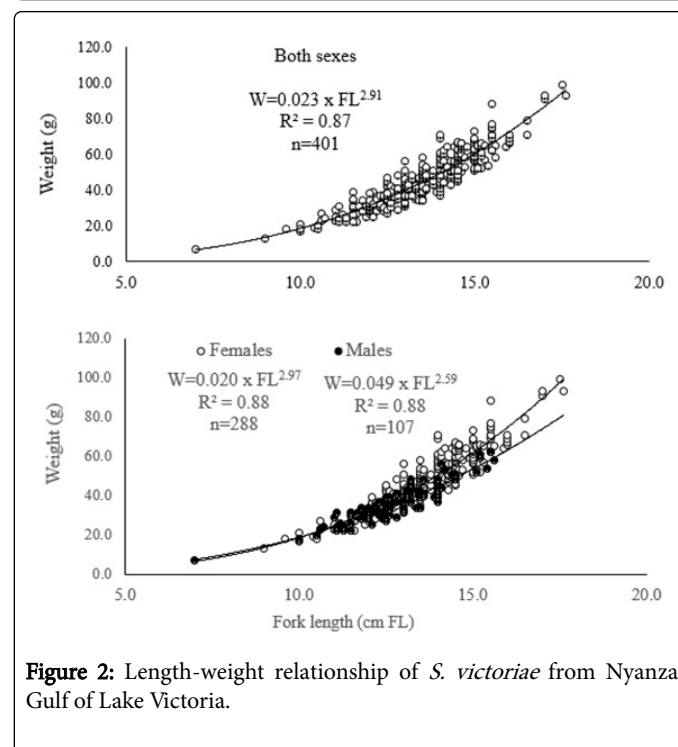 120.0
Both sexes
100.0
W=0.023 x FL^2.91
R² = 0.87
n=401
80.0
60.0
40.0
20.0
0.0
Weight (g)
5.0 10.0 15.0 20.0
120.0
Females Males
100.0
W=0.020 x FL^2.97 W=0.049 x FL^2.59
R² = 0.88 R² = 0.88
n=288 n=107
80.0
60.0
40.0
20.0
0.0
Weight (g)
5.0 10.0 15.0 20.0
Fork length (cm FL)
Figure 2: Length-weight relationship of S. victoriae from Nyanza
Gulf of Lake Victoria.